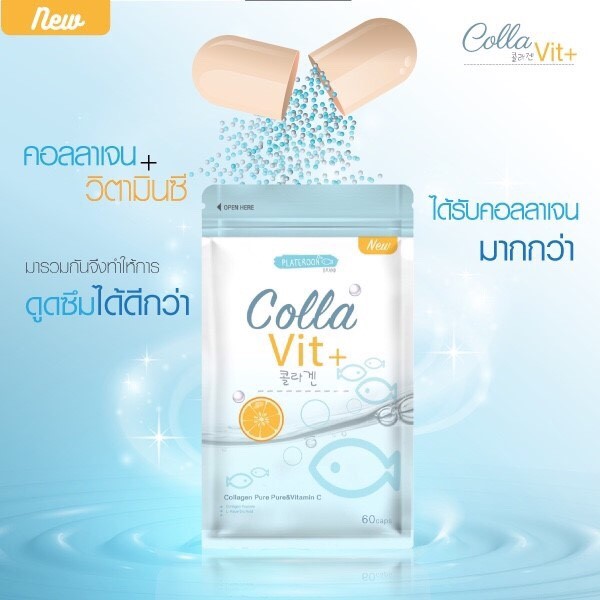 New
Colla
콜라겐 Vit+
คอลลาเจน+
วิตามินซี
มารวมกันจึงทำให้การ
ดูดซึมได้ดีกว่า
ได้รับคอลลาเจน
มากกว่า
OPEN HERE
New
PLATEROON
Colla
Vit+
콜라겐
Collagen Pure Pure&Vitamin C
60caps